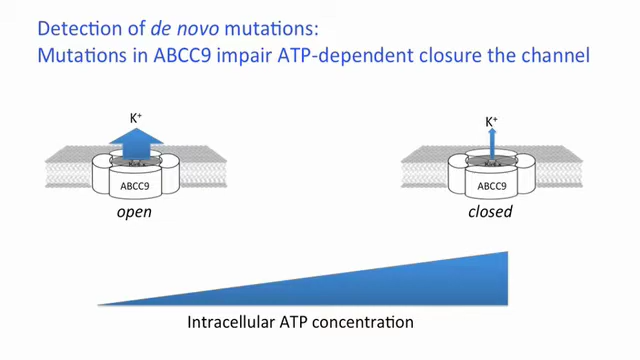 Detection of de novo mutations:
Mutations in ABCC9 impair ATP-dependent closure the channel
K+
K+
ABCC9
ABCC9
open
closed
Intracellular ATP concentration